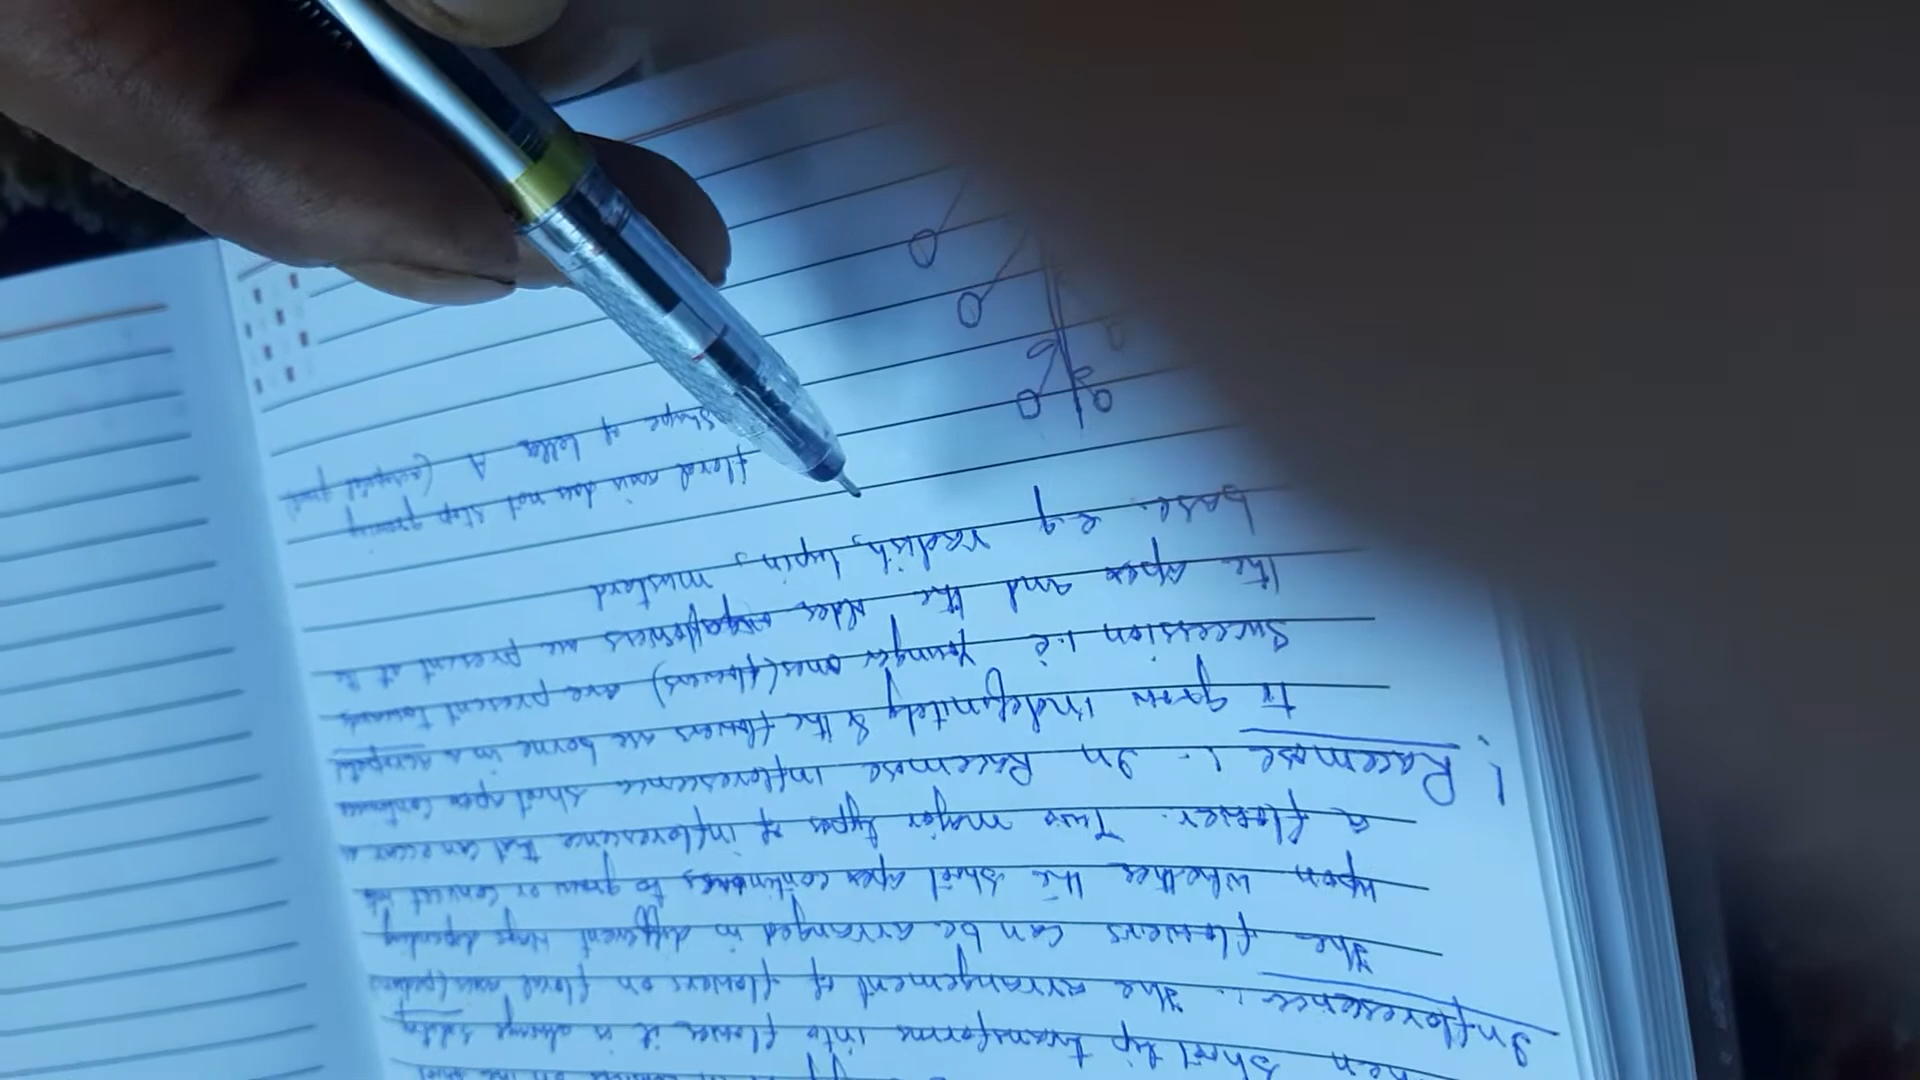 when shoot tip transforms into flower it is always solitary
Inflorescence :- The arrangement of flowers on floral axis (peduncle
The flowers can be arranged in different ways depending
upon whether the shoot apex continues to grow or convert into
a flower. Two major types of inflorescence that can occur
1 Racemose :- In Racemose inflorescence shoot apex continues
to grow indefinitely & the flowers are borne in a acropetal
Succession i.e younger ones (flowers) are present towards
the apex and the older flowers are present at the
base. e.g radish, lupin, mustard
floral axis does not stop growing
shape of letter A (acropetal